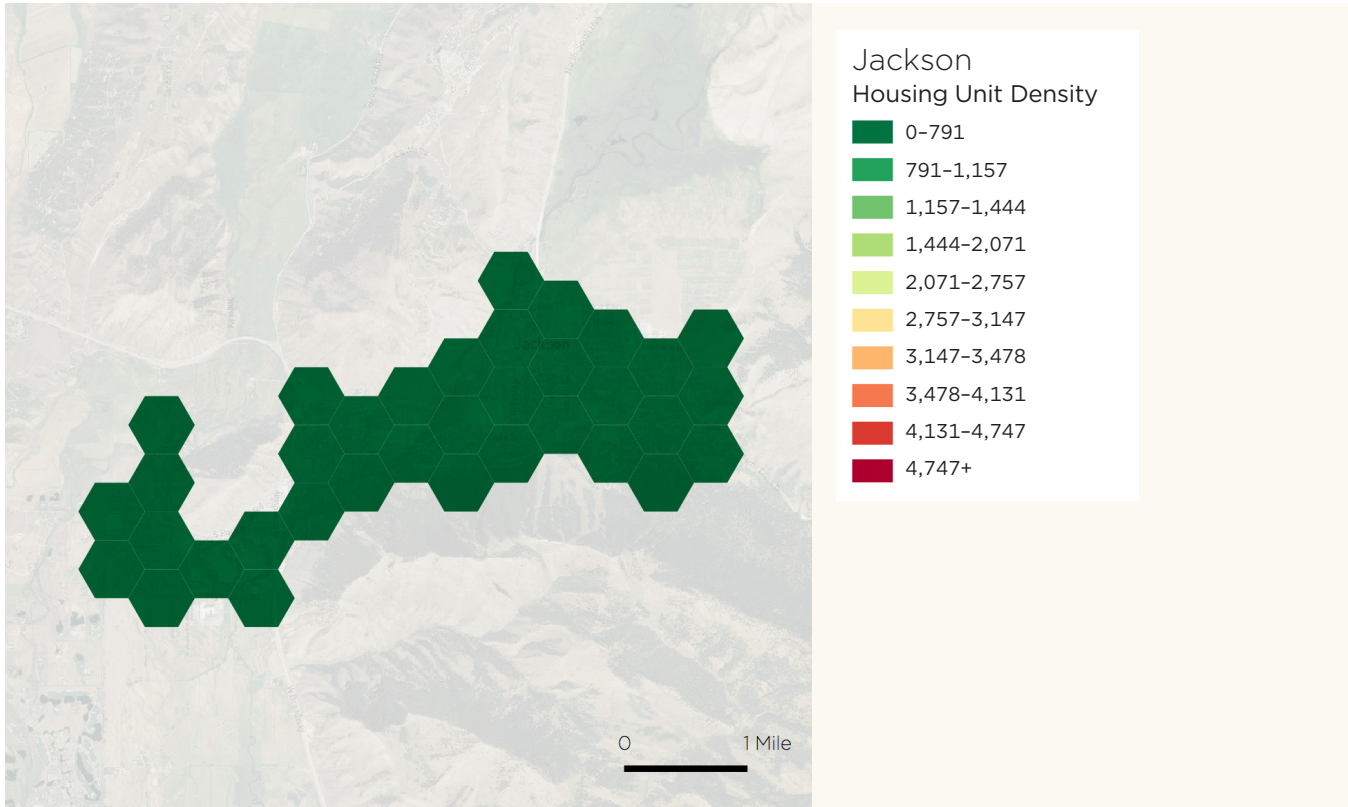 Jackson
Housing Unit Density
0–791
791–1,157
1,157–1,444
1,444–2,071
2,071–2,757
2,757–3,147
3,147–3,478
3,478–4,131
4,131–4,747
4,747+
Jackson
0 1 Mile